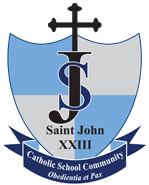 SJ
Saint John
XXIII
Catholic School Community
Obedientia et Pax